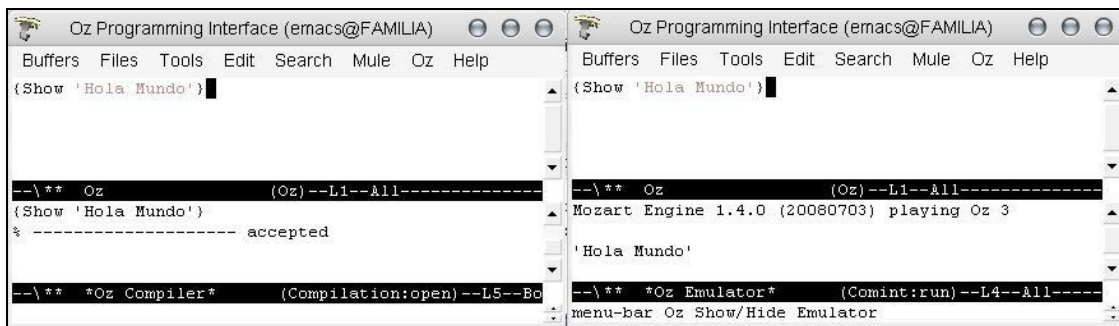 Oz Programming Interface (emacs@FAMILIA)
Buffers Files Tools Edit Search Mule Oz Help
{Show 'Hola Mundo'}
--\** Oz (Oz)--L1--All--------------
{Show 'Hola Mundo'}
% -------------------- accepted
--\** *Oz Compiler* (Compilation:open)--L5--Bo
Oz Programming Interface (emacs@FAMILIA)
Buffers Files Tools Edit Search Mule Oz Help
{Show 'Hola Mundo'}
--\** Oz (Oz)--L1--All--------------
Mozart Engine 1.4.0 (20080703) playing Oz 3
'Hola Mundo'
--\** *Oz Emulator* (Comint:run)--L4--All-----
menu-bar Oz Show/Hide Emulator